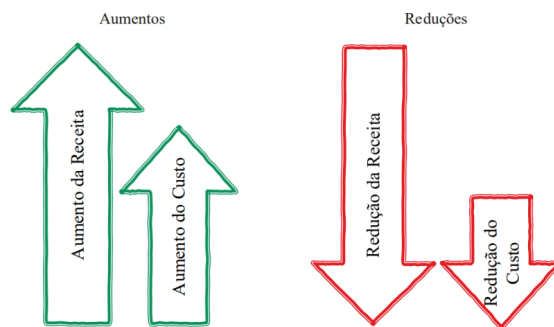 Aumentos
Reduções
Aumento da Receita
Aumento do Custo
Redução da Receita
Redução do
Custo